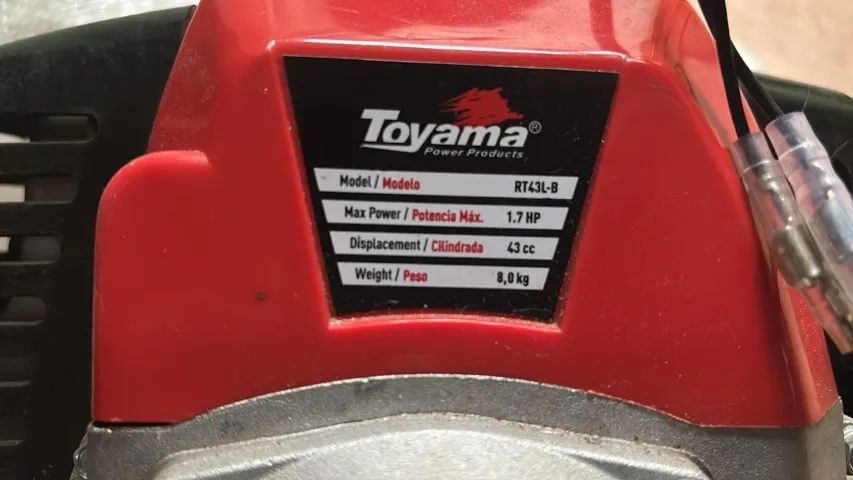 Toyama®
Power Products
Model / Modelo RT43L-B
Max Power / Potencia Máx. 1.7 HP
Displacement / Cilindrada 43 cc
Weight / Peso 8,0 kg